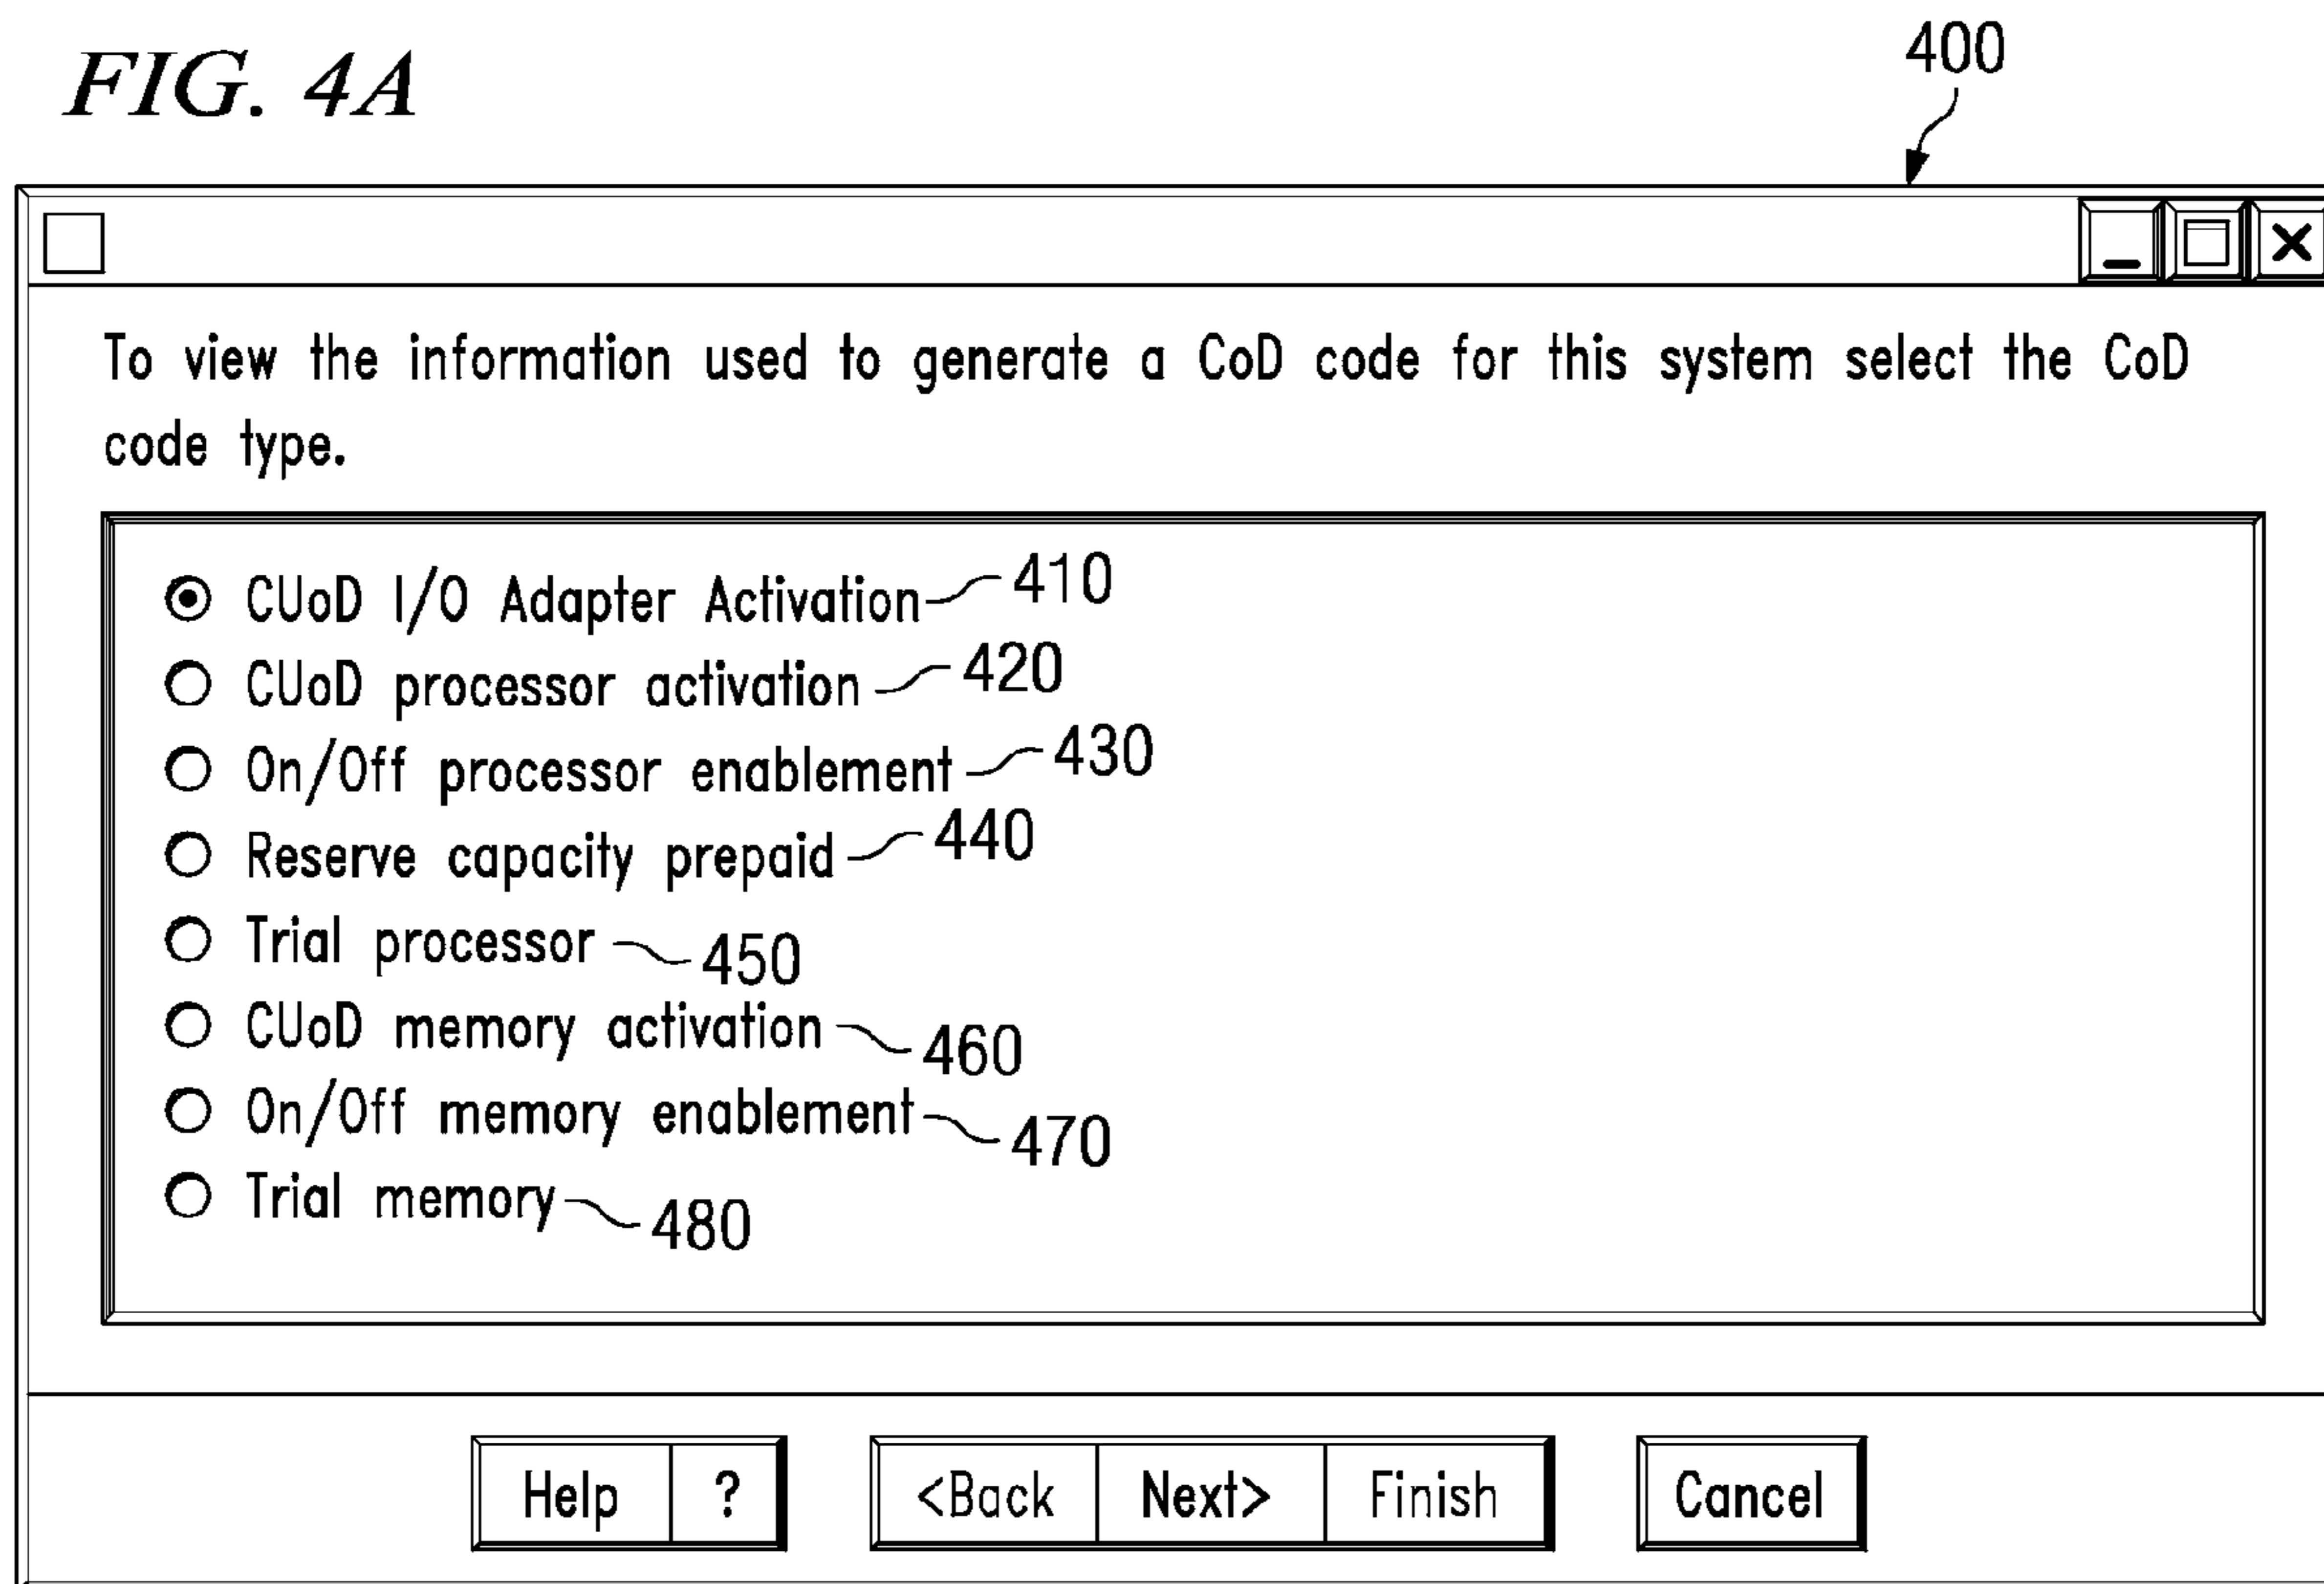 FIG. 4A
400
To view the information used to generate a CoD code for this system select the CoD
code type.
CUoD I/O Adapter Activation 410
CUoD processor activation 420
On/Off processor enablement 430
Reserve capacity prepaid 440
Trial processor 450
CUoD memory activation 460
On/Off memory enablement 470
Trial memory 480
Help ? <Back Next> Finish Cancel